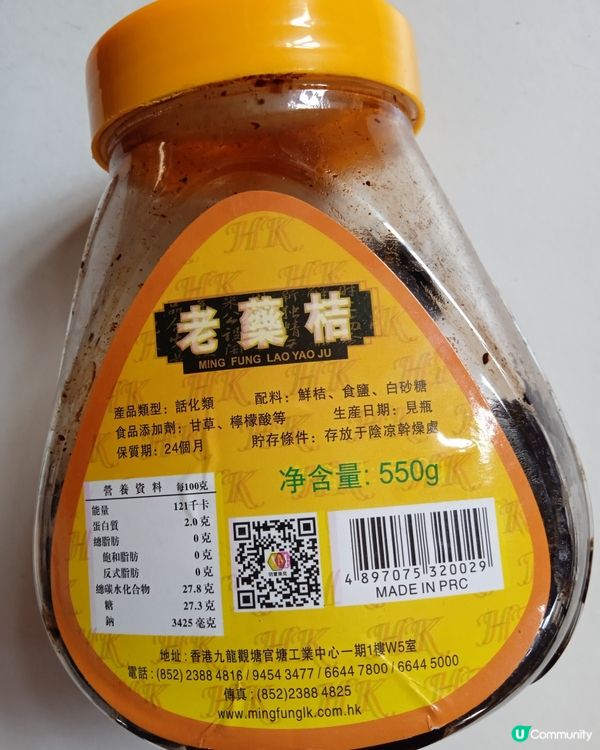 老藥桔
MING FUNG LAO YAO JU
産品類型: 話化類 配料: 鮮桔、食鹽、白砂糖
食品添加劑: 甘草、檸檬酸等 生産日期: 見瓶
保質期: 24個月 貯存條件: 存放于陰凉幹燥處
净含量: 550g
營養資料 每100克
能量 121千卡
蛋白質 2.0克
總脂肪 0克
飽和脂肪 0克
反式脂肪 0克
總碳水化合物 27.8克
糖 27.3克
鈉 3425毫克
4 897075 320029
MADE IN PRC
地址: 香港九龍觀塘官塘工業中心一期1樓W5室
電話: (852) 2388 4816 / 9454 3477 / 6644 7800 / 6644 5000
傳真: (852)2388 4825
www.mingfunglk.com.hk
U Community